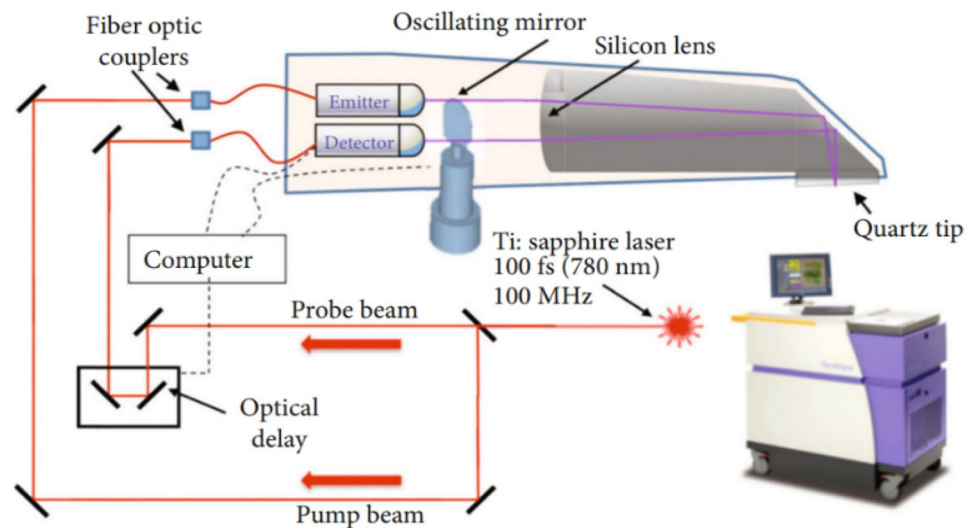 Fiber optic
couplers
Oscillating mirror
Silicon lens
Emitter
Detector
Quartz tip
Computer
Ti: sapphire laser
100 fs (780 nm)
100 MHz
Probe beam
Optical
delay
Pump beam